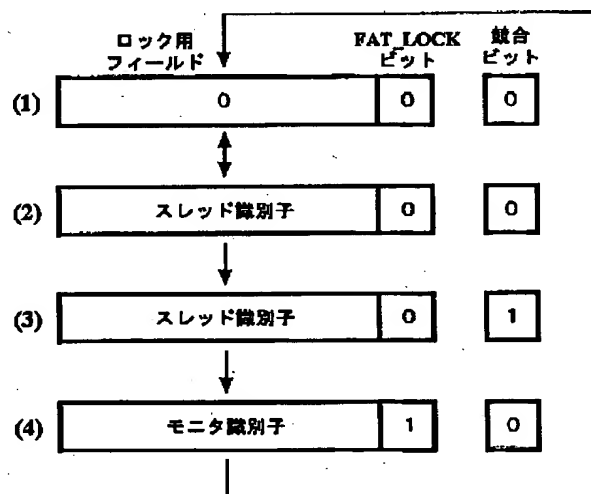 ロック用
フィールド
FAT_LOCK
ビット
競合
ビット
(1) 0 0 0
(2) スレッド識別子 0 0
(3) スレッド識別子 0 1
(4) モニタ識別子 1 0